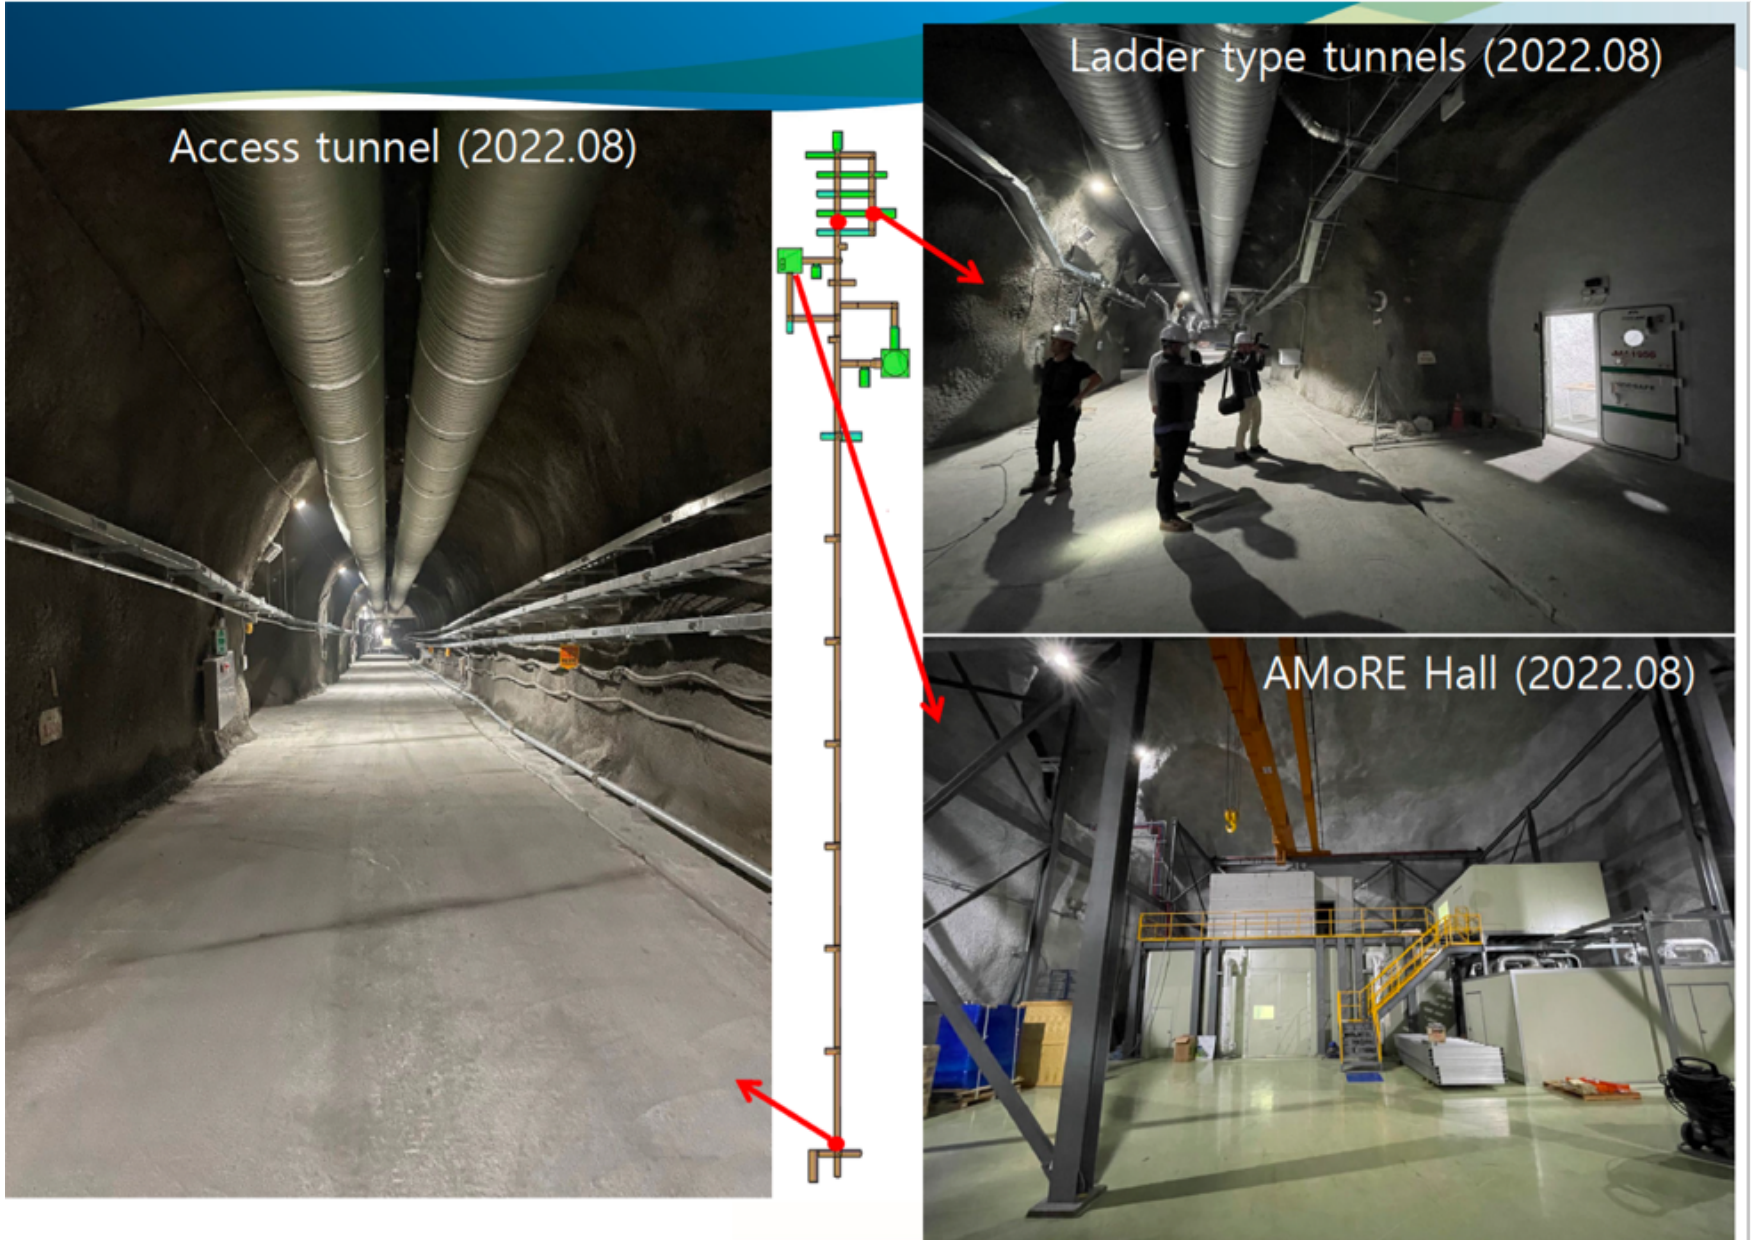 Access tunnel (2022.08)
Ladder type tunnels (2022.08)
AMoRE Hall (2022.08)